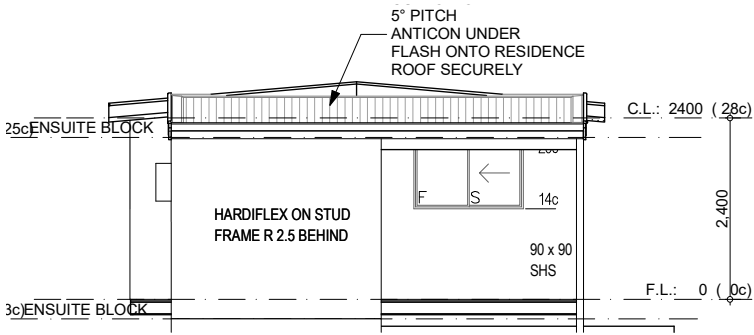 5° PITCH
ANTICON UNDER
FLASH ONTO RESIDENCE
ROOF SECURELY
C.L.: 2400 ( 28c)
25c)ENSUITE BLOCK
F
S
14c
HARDIFLEX ON STUD
FRAME R 2.5 BEHIND
2,400
90 x 90
SHS
F.L.: 0 ( 0c)
3c)ENSUITE BLOCK